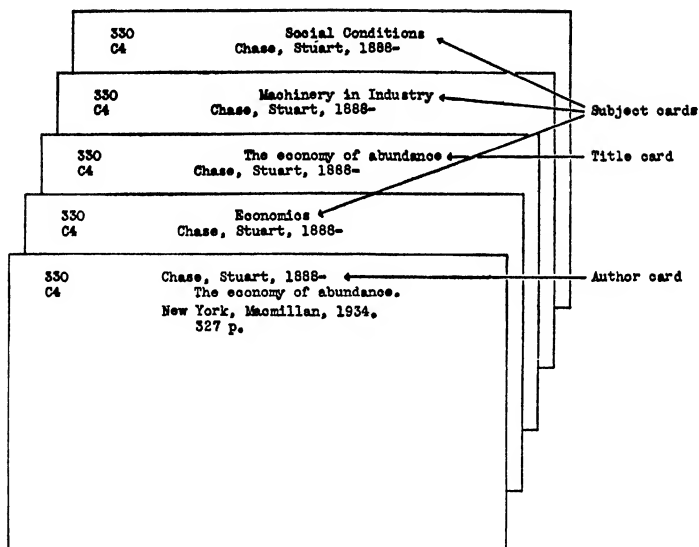 330 Social Conditions
C4 Chase, Stuart, 1888-
330 Machinery in Industry
C4 Chase, Stuart, 1888-
Subject cards
330 The economy of abundance
C4 Chase, Stuart, 1888-
Title card
330 Economics
C4 Chase, Stuart, 1888-
330 Chase, Stuart, 1888-
C4 The economy of abundance.
New York, Macmillan, 1934.
327 p.
Author card